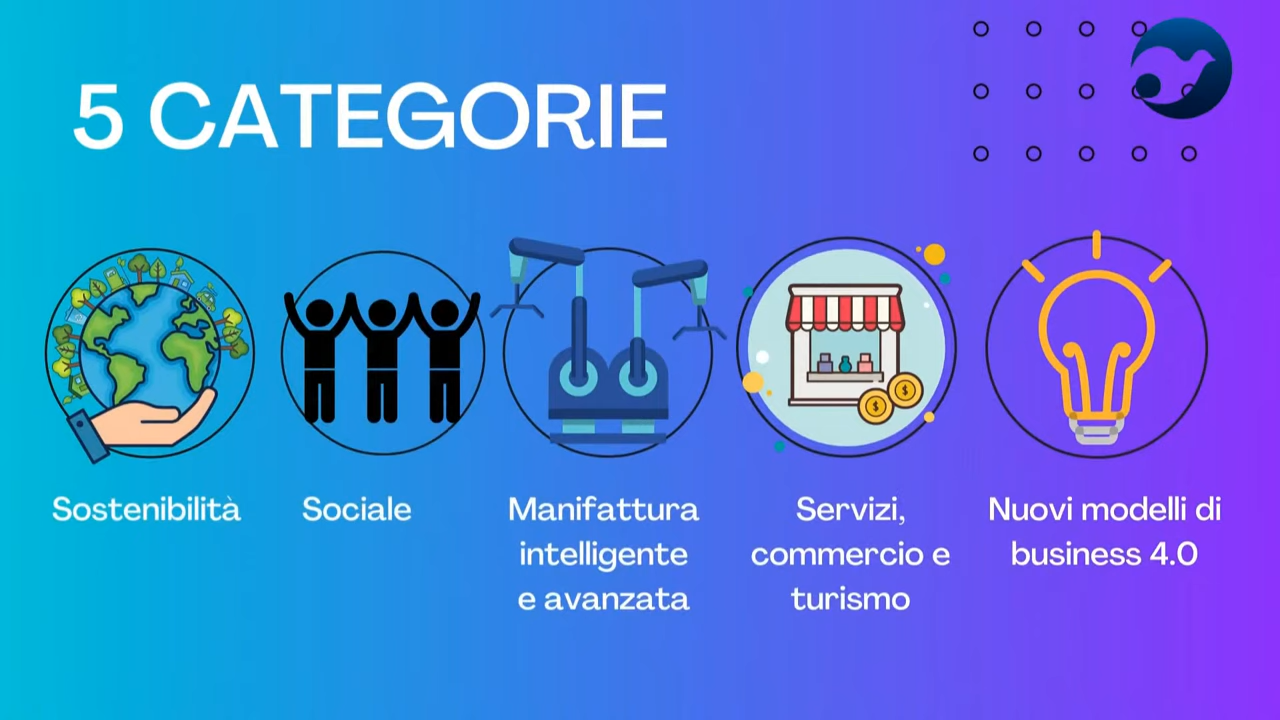 5 CATEGORIE
Sostenibilità
Sociale
Manifattura
intelligente
e avanzata
Servizi,
commercio e
turismo
Nuovi modelli di
business 4.0